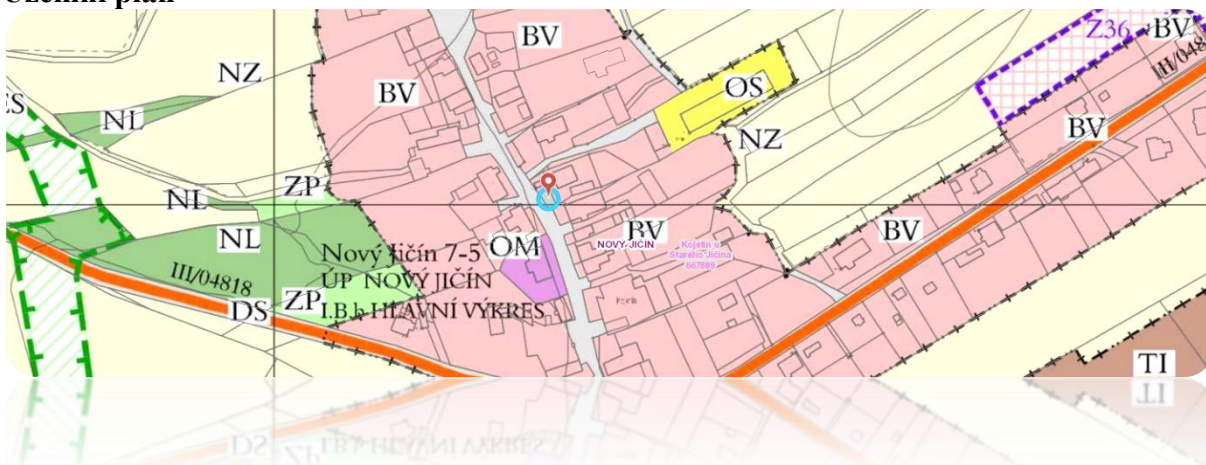 Územní plán
BV
Z36
BV
III/048
NZ
BV
OS
ES
NL
BV
NZ
ZP
NL
NL
OM
BV
BV
NOVÝ JIČÍN
Kojetín u
Starého Jičína
667889
Nový Jičín 7-5
ÚP NOVÝ JIČÍN
I.B.b HLAVNÍ VÝKRES
III/04818
DS
ZP
TI